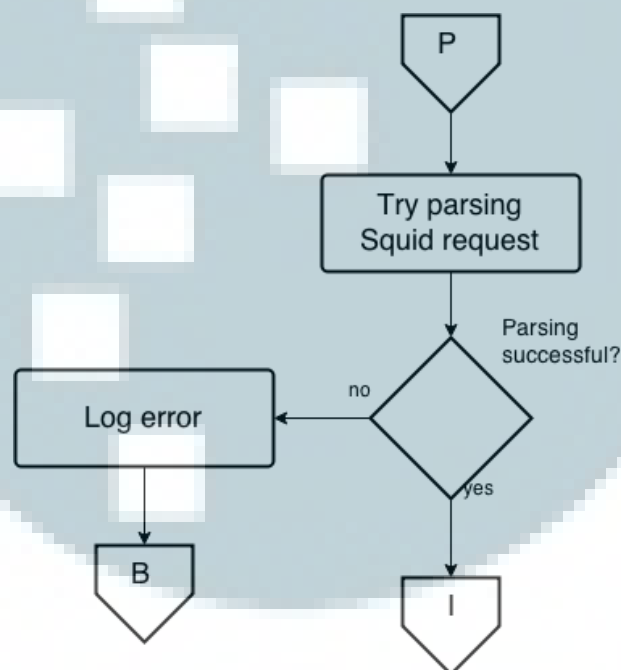 P
Try parsing
Squid request
Parsing
successful?
no
Log error
yes
B
I